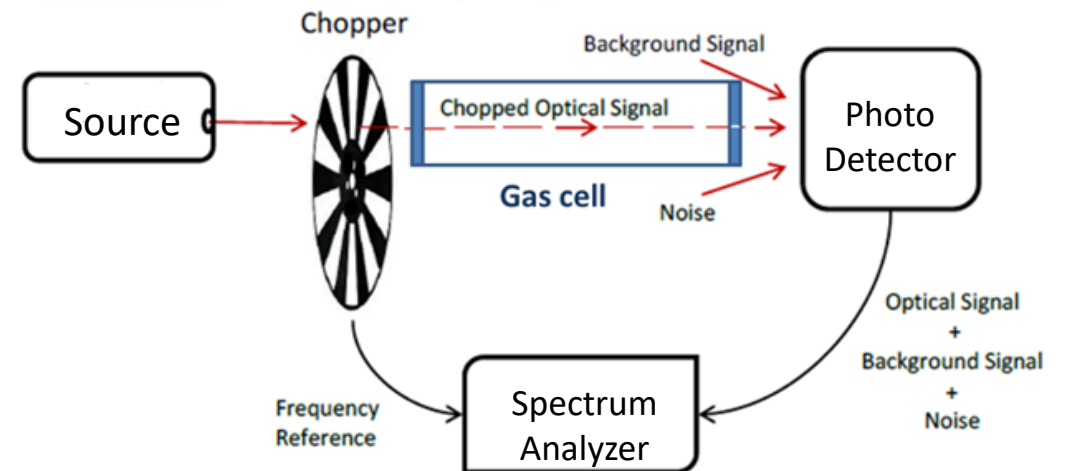 Chopper
Background Signal
Source
Chopped Optical Signal
Photo
Detector
Gas cell
Noise
Optical Signal
+
Background Signal
+
Noise
Frequency
Reference
Spectrum
Analyzer